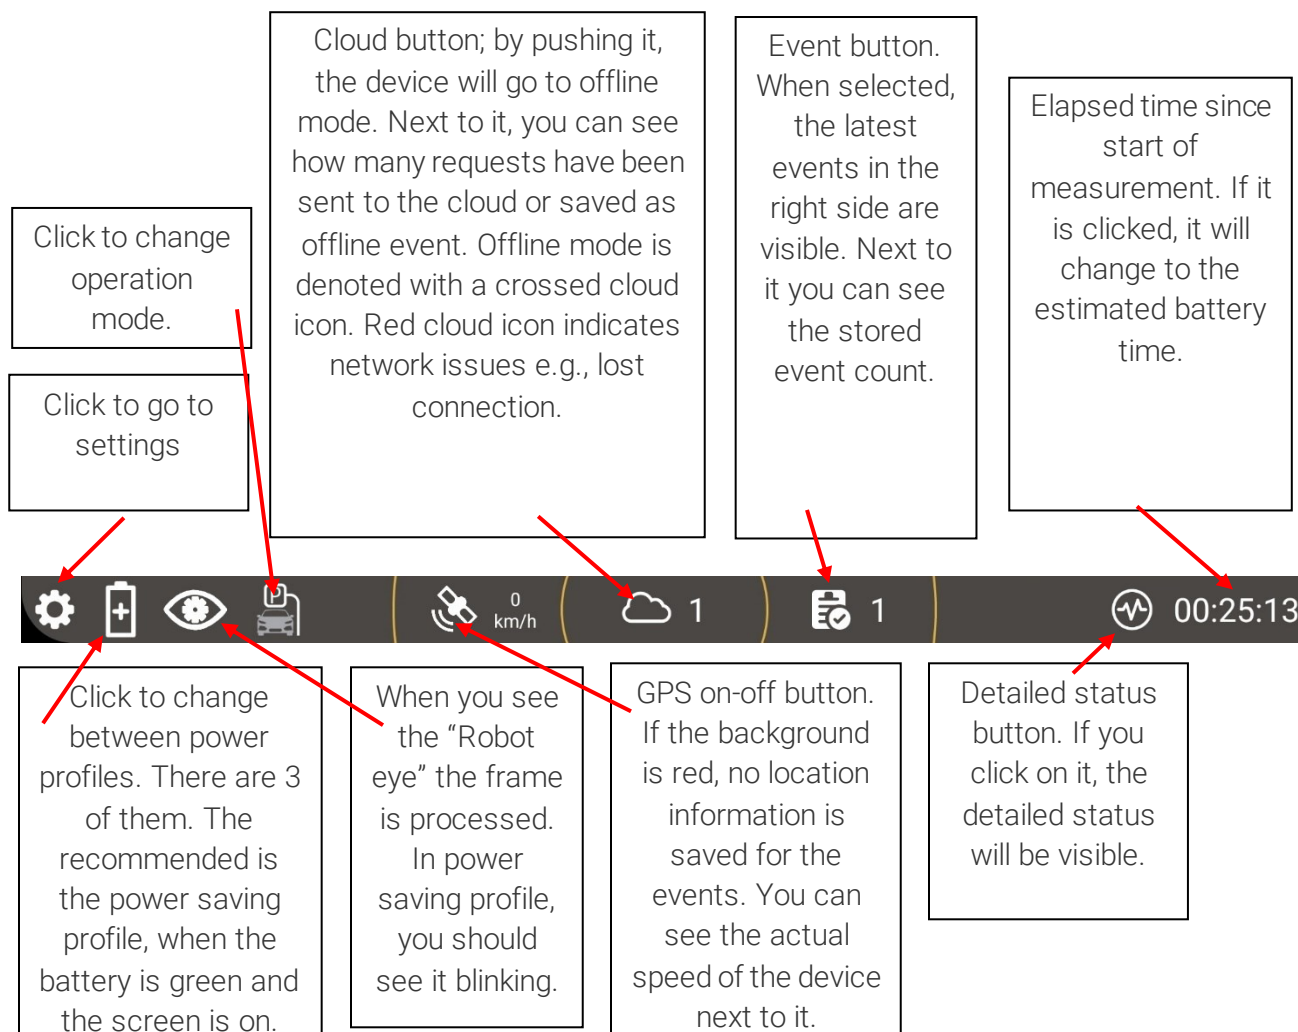 Cloud button; by pushing it,
the device will go to offline
mode. Next to it, you can see
how many requests have been
sent to the cloud or saved as
offline event. Offline mode is
denoted with a crossed cloud
icon. Red cloud icon indicates
network issues e.g., lost
connection.
Event button.
When selected,
the latest
events in the
right side are
visible. Next to
it you can see
the stored
event count.
Elapsed time since
start of
measurement. If it
is clicked, it will
change to the
estimated battery
time.
Click to change
operation
mode.
Click to go to
settings
P
0
km/h
1
1
00:25:13
Click to change
between power
profiles. There are 3
of them. The
recommended is
the power saving
profile, when the
battery is green and
the screen is on.
When you see
the “Robot
eye” the frame
is processed.
In power
saving profile,
you should
see it blinking.
GPS on-off button.
If the background
is red, no location
information is
saved for the
events. You can
see the actual
speed of the device
next to it.
Detailed status
button. If you
click on it, the
detailed status
will be visible.